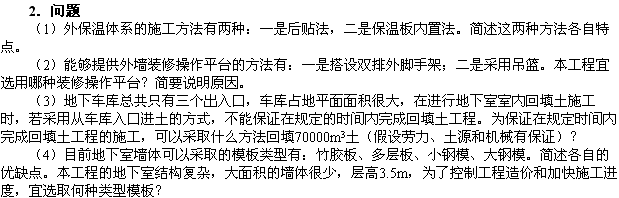 2．问题
（1）外保温体系的施工方法有两种：一是后贴法，二是保温板内置法。简述这两种方法各自特
点。
（2）能够提供外墙装修操作平台的方法有：一是搭设双排外脚手架；二是采用吊篮。本工程宜
选用哪种装修操作平台？简要说明原因。
（3）地下车库总共只有三个出入口，车库占地平面面积很大，在进行地下室室内回填土施工
时，若采用从车库入口进土的方式，不能保证在规定的时间内完成回填土工程。为保证在规定时间内
完成回填土工程的施工，可以采取什么方法回填70000m³土（假设劳力、土源和机械有保证）？
（4）目前地下室墙体可以采取的模板类型有：竹胶板、多层板、小钢模、大钢模。简述各自的
优缺点。本工程的地下室结构复杂，大面积的墙体很少，层高3.5m，为了控制工程造价和加快施工进
度，宜选取何种类型模板？